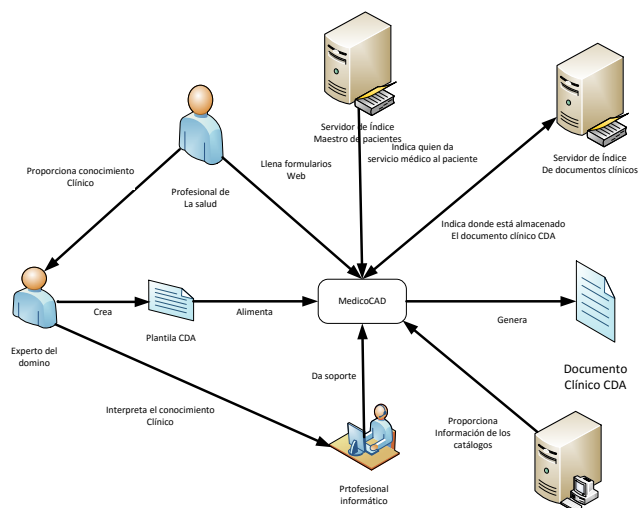 Servidor de Índice
Maestro de pacientes
Indica quien da
servicio médico al paciente
Servidor de Índice
De documentos clínicos
Proporciona conocimiento
Clínico
Profesional de
La salud
Llena formularios
Web
Indica donde está almacenado
El documento clínico CDA
Experto del
domino
Crea
Plantila CDA
Alimenta
MedicoCAD
Genera
Documento
Clínico CDA
Da soporte
Interpreta el conocimiento
Clínico
Prtofesional
informático
Proporciona
Información de los
catálogos